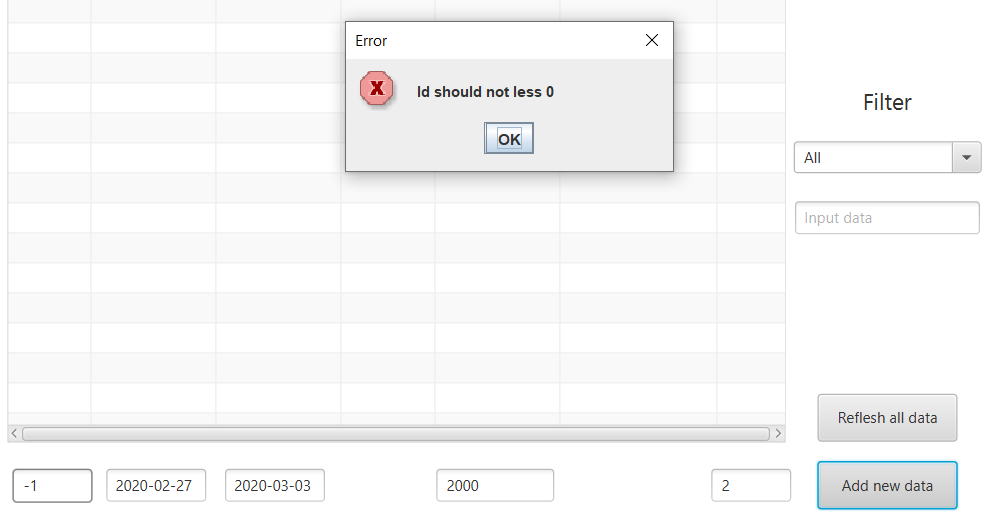 Error
Id should not less 0
OK
Filter
All
Input data
Reflesh all data
-1
2020-02-27
2020-03-03
2000
2
Add new data